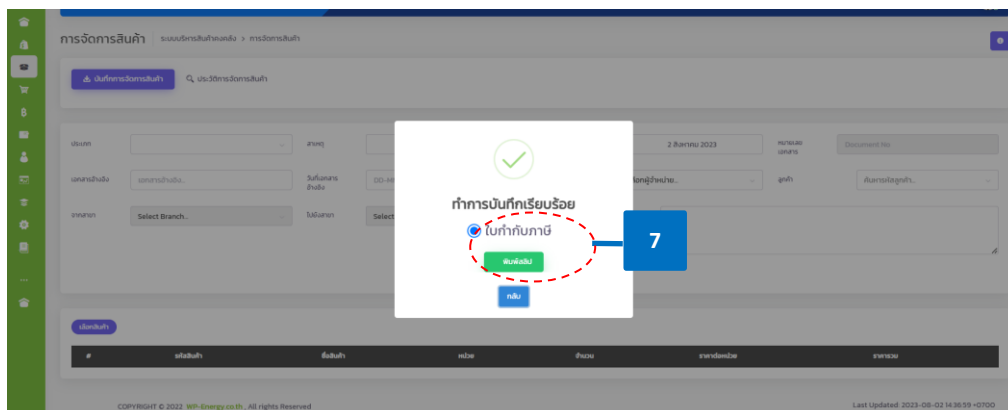 การจัดการสินค้า ระบบบริหารสินค้าคงคลัง > การจัดการสินค้า
บันทึกการจัดการสินค้า ประวัติการจัดการสินค้า
ประเภท สาเหตุ 2 สิงหาคม 2023 หมายเลขเอกสาร Document No
เอกสารอ้างอิง เอกสารอ้างอิง.. วันที่เอกสารอ้างอิง ลูกค้า ค้นหารหัสลูกค้า..
จากสาขา Select Branch.. ไปยังสาขา Select
ทำการบันทึกเรียบร้อย
ใบกำกับภาษี
พิมพ์สลิป
กลับ
7
เลือกสินค้า
# รหัสสินค้า ชื่อสินค้า หน่วย จำนวน ราคาต่อหน่วย ราคารวม
COPYRIGHT © 2022 WP-Energy.co.th , All rights Reserved
Last Updated: 2023-08-02 14:36:59 +0700